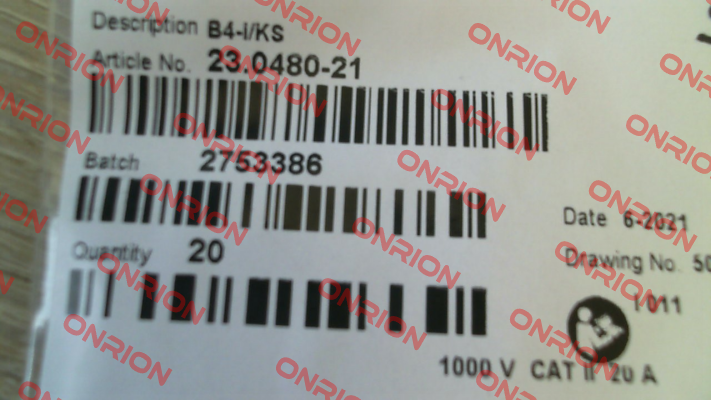 Description B4-I/KS
Article No. 23.0480-21
Batch 2753386
Quantity 20
Date 6-2021
Drawing No. 50
1000 V CAT II 20 A
ONRION